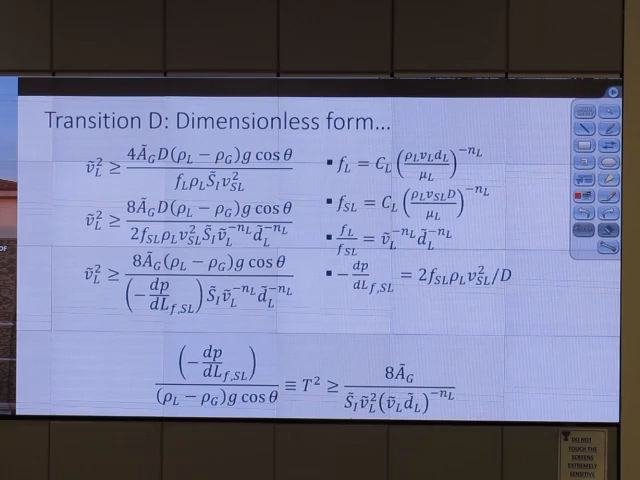 Transition D: Dimensionless form...
ṽ_L^2 ≥ 4Ã_G D(ρ_L − ρ_G)g cos θ / f_L ρ_L S̃_I v_SL^2
ṽ_L^2 ≥ 8Ã_G D(ρ_L − ρ_G)g cos θ / 2f_SL ρ_L v_SL^2 S̃_I ṽ_L^{−n_L} d̃_L^{−n_L}
ṽ_L^2 ≥ 8Ã_G(ρ_L − ρ_G)g cos θ / (−dp/dL_{f,SL}) S̃_I ṽ_L^{−n_L} d̃_L^{−n_L}
▪ f_L = C_L (ρ_L v_L d_L / μ_L)^{−n_L}
▪ f_SL = C_L (ρ_L v_SL D / μ_L)^{−n_L}
▪ f_L / f_SL = ṽ_L^{−n_L} d̃_L^{−n_L}
▪ −dp/dL_{f,SL} = 2f_SL ρ_L v_SL^2/D
(−dp/dL_{f,SL}) / (ρ_L − ρ_G)g cos θ ≡ T^2 ≥ 8Ã_G / S̃_I ṽ_L^2(ṽ_L d̃_L)^{−n_L}
DO NOT
TOUCH THE
SCREENS
EXTREMELY
SENSITIVE